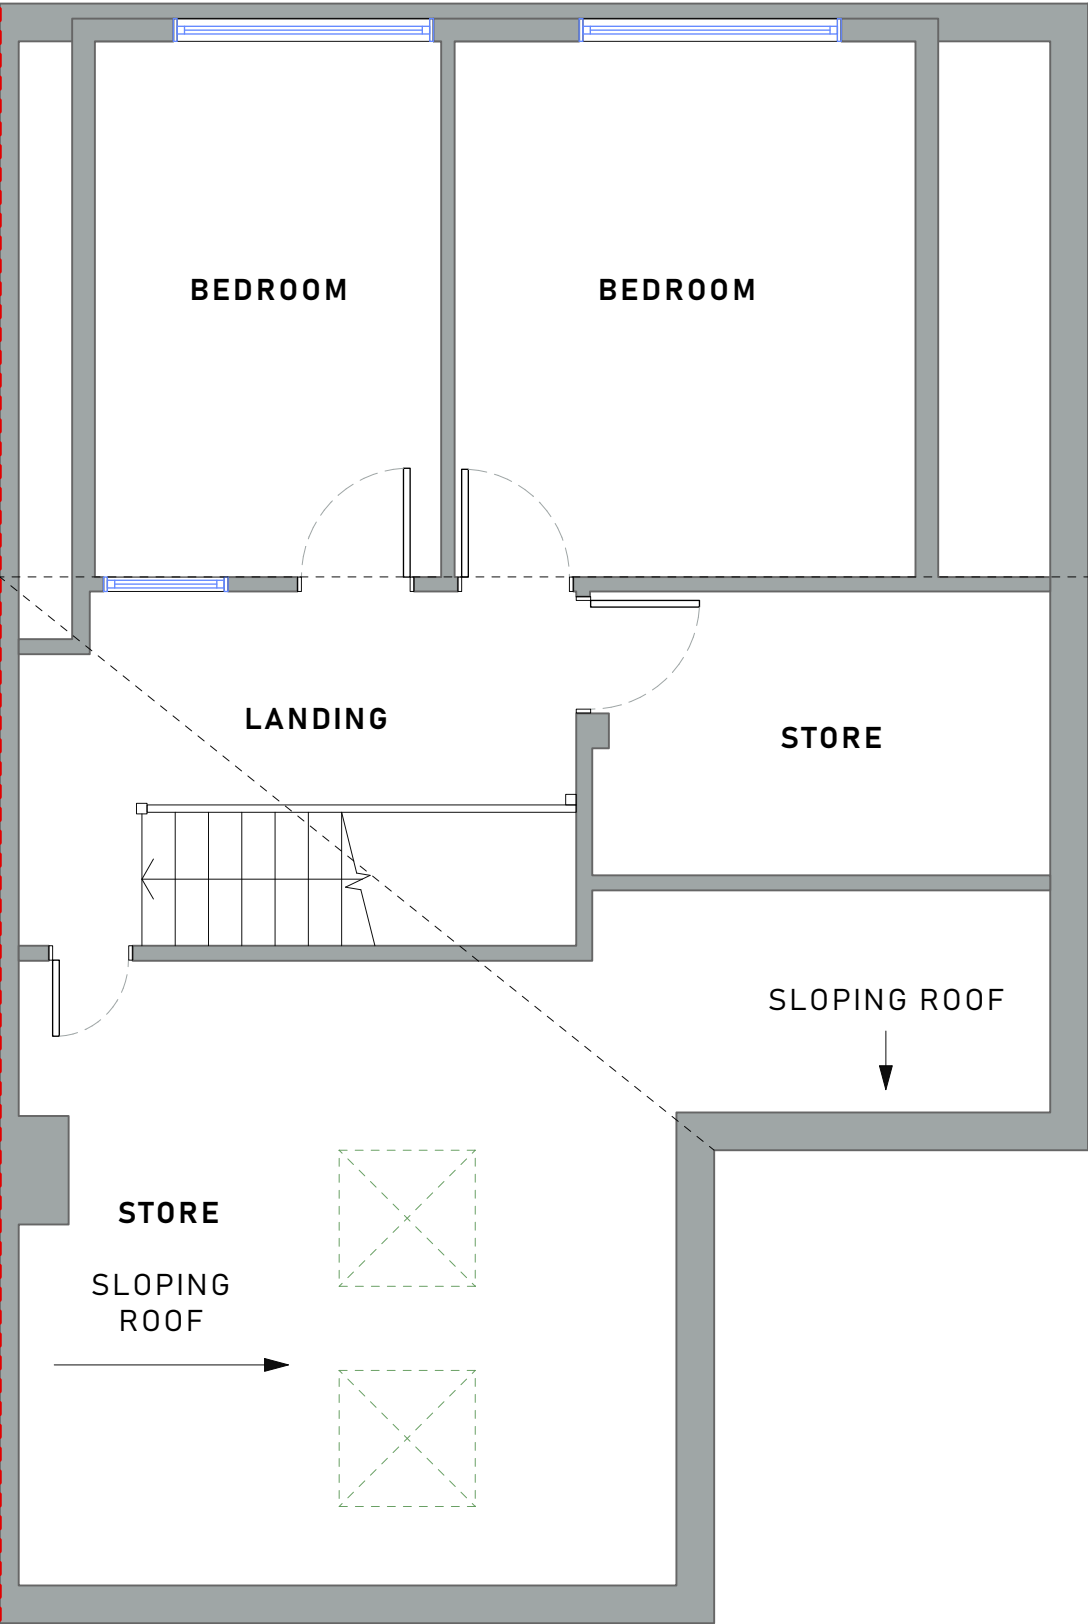 BEDROOM
BEDROOM
LANDING
STORE
SLOPING ROOF
STORE
SLOPING
ROOF